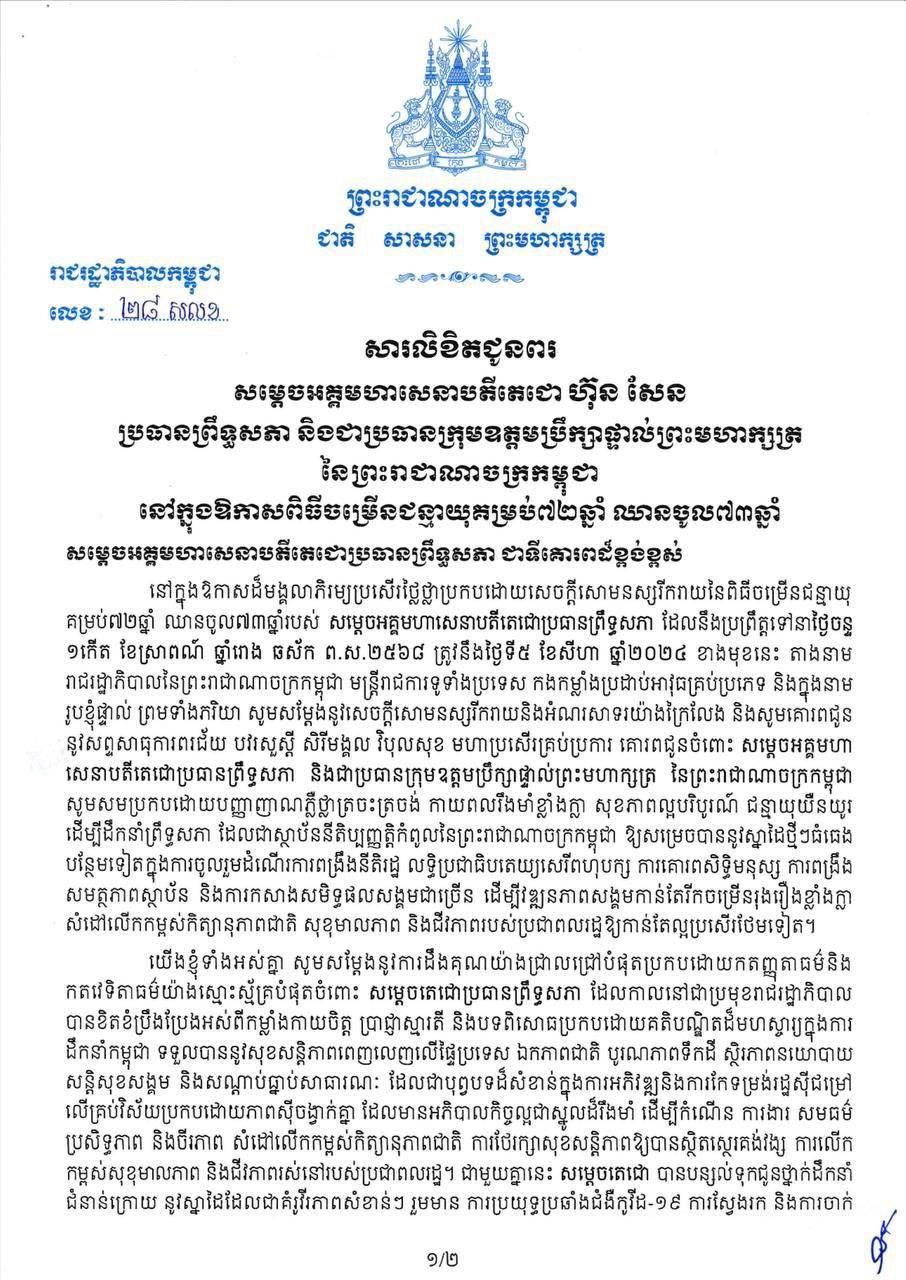 ព្រះរាជាណាចក្រកម្ពុជា
ជាតិ សាសនា ព្រះមហាក្សត្រ
រាជរដ្ឋាភិបាលកម្ពុជា
លេខ : ២៨ សលខ
សារលិខិតជូនពរ
សម្តេចអគ្គមហាសេនាបតីតេជោ ហ៊ុន សែន
ប្រធានព្រឹទ្ធសភា និងជាប្រធានក្រុមឧត្តមប្រឹក្សាផ្ទាល់ព្រះមហាក្សត្រ
នៃព្រះរាជាណាចក្រកម្ពុជា
នៅក្នុងឱកាសពិធីចម្រើនជន្មាយុគម្រប់៧២ឆ្នាំ ឈានចូល៧៣ឆ្នាំ
សម្តេចអគ្គមហាសេនាបតីតេជោប្រធានព្រឹទ្ធសភា ជាទីគោរពដ៏ខ្ពង់ខ្ពស់
នៅក្នុងឱកាសដ៏មង្គលាភិរម្យប្រសើរថ្លៃថ្លាប្រកបដោយសេចក្តីសោមនស្សរីករាយនៃពិធីចម្រើនជន្មាយុ
គម្រប់៧២ឆ្នាំ ឈានចូល៧៣ឆ្នាំរបស់ សម្តេចអគ្គមហាសេនាបតីតេជោប្រធានព្រឹទ្ធសភា ដែលនឹងប្រព្រឹត្តទៅនាថ្ងៃចន្ទ
១កើត ខែស្រាពណ៍ ឆ្នាំរោង ឆស័ក ព.ស.២៥៦៨ ត្រូវនឹងថ្ងៃទី៥ ខែសីហា ឆ្នាំ២០២៤ ខាងមុខនេះ តាងនាម
រាជរដ្ឋាភិបាលនៃព្រះរាជាណាចក្រកម្ពុជា មន្ត្រីរាជការទូទាំងប្រទេស កងកម្លាំងប្រដាប់អាវុធគ្រប់ប្រភេទ និងក្នុងនាម
រូបខ្ញុំផ្ទាល់ ព្រមទាំងភរិយា សូមសម្តែងនូវសេចក្តីសោមនស្សរីករាយនិងអំណរសាទរយ៉ាងក្រៃលែង និងសូមគោរពជូន
នូវសព្ទសាធុការពរជ័យ បវរសួស្តី សិរីមង្គល វិបុលសុខ មហាប្រសើរគ្រប់ប្រការ គោរពជូនចំពោះ សម្តេចអគ្គមហា
សេនាបតីតេជោប្រធានព្រឹទ្ធសភា និងជាប្រធានក្រុមឧត្តមប្រឹក្សាផ្ទាល់ព្រះមហាក្សត្រ នៃព្រះរាជាណាចក្រកម្ពុជា
សូមសមប្រកបដោយបញ្ញាញាណភ្លឺថ្លាត្រចះត្រចង់ កាយពលរឹងមាំខ្លាំងក្លា សុខភាពល្អបរិបូរណ៍ ជន្មាយុយឺនយូរ
ដើម្បីដឹកនាំព្រឹទ្ធសភា ដែលជាស្ថាប័ននីតិប្បញ្ញត្តិកំពូលនៃព្រះរាជាណាចក្រកម្ពុជា ឱ្យសម្រេចបាននូវស្នាដៃថ្មីៗធំធេង
បន្ថែមទៀតក្នុងការចូលរួមដំណើរការពង្រឹងនីតិរដ្ឋ លទ្ធិប្រជាធិបតេយ្យសេរីពហុបក្ស ការគោរពសិទ្ធិមនុស្ស ការពង្រឹង
សមត្ថភាពស្ថាប័ន និងការកសាងសមិទ្ធផលសង្គមជាច្រើន ដើម្បីវឌ្ឍនភាពសង្គមកាន់តែរីកចម្រើនរុងរឿងខ្លាំងក្លា
សំដៅលើកកម្ពស់កិត្យានុភាពជាតិ សុខុមាលភាព និងជីវភាពរបស់ប្រជាពលរដ្ឋឱ្យកាន់តែល្អប្រសើរថែមទៀត។
យើងខ្ញុំទាំងអស់គ្នា សូមសម្តែងនូវការដឹងគុណយ៉ាងជ្រាលជ្រៅបំផុតប្រកបដោយកតញ្ញុតាធម៌និង
កតវេទិតាធម៌យ៉ាងស្មោះស្ម័គ្របំផុតចំពោះ សម្តេចតេជោប្រធានព្រឹទ្ធសភា ដែលកាលនៅជាប្រមុខរាជរដ្ឋាភិបាល
បានខិតខំប្រឹងប្រែងអស់ពីកម្លាំងកាយចិត្ត ប្រាជ្ញាស្មារតី និងបទពិសោធប្រកបដោយគតិបណ្ឌិតដ៏មហស្ចារ្យក្នុងការ
ដឹកនាំកម្ពុជា ទទួលបាននូវសុខសន្តិភាពពេញលេញលើផ្ទៃប្រទេស ឯកភាពជាតិ បូរណភាពទឹកដី ស្ថិរភាពនយោបាយ
សន្តិសុខសង្គម និងសណ្តាប់ធ្នាប់សាធារណៈ ដែលជាបុព្វបទដ៏សំខាន់ក្នុងការអភិវឌ្ឍនិងការកែទម្រង់រដ្ឋស៊ីជម្រៅ
លើគ្រប់វិស័យប្រកបដោយភាពស៊ីចង្វាក់គ្នា ដែលមានអភិបាលកិច្ចល្អជាស្នូលដ៏រឹងមាំ ដើម្បីកំណើន ការងារ សមធម៌
ប្រសិទ្ធភាព និងចីរភាព សំដៅលើកកម្ពស់កិត្យានុភាពជាតិ ការថែរក្សាសុខសន្តិភាពឱ្យបានស្ថិតស្ថេរគង់វង្ស ការលើក
កម្ពស់សុខុមាលភាព និងជីវភាពរស់នៅរបស់ប្រជាពលរដ្ឋ។ ជាមួយគ្នានេះ សម្តេចតេជោ បានបន្សល់ទុកជូនថ្នាក់ដឹកនាំ
ជំនាន់ក្រោយ នូវស្នាដៃដែលជាគំរូវីរភាពសំខាន់ៗ រួមមាន ការប្រយុទ្ធប្រឆាំងជំងឺកូវីដ-១៩ ការស្វែងរក និងការចាក់
១/២